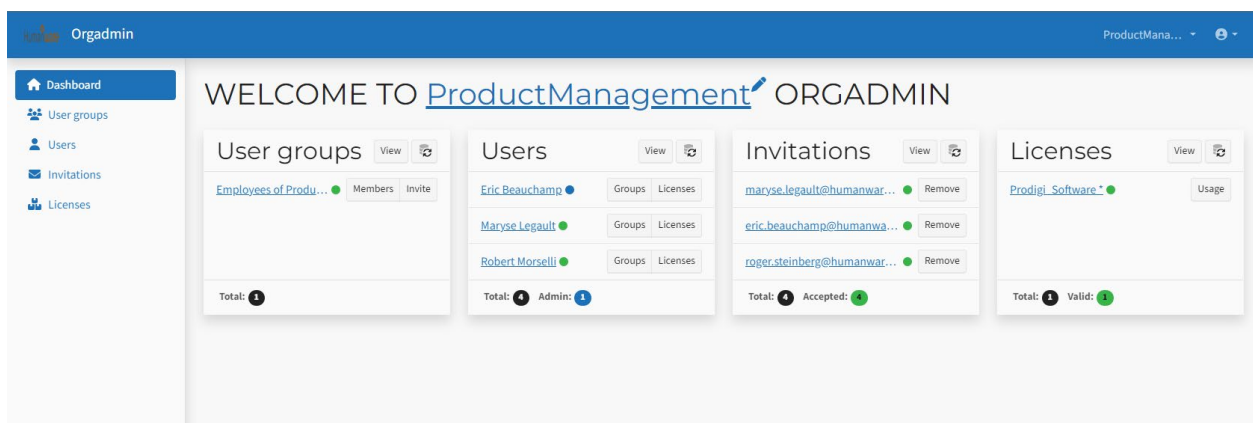 Orgadmin
ProductMana...
Dashboard
User groups
Users
Invitations
Licenses
WELCOME TO ProductManagement ORGADMIN
User groups View
Employees of Produ... Members Invite
Total: 1
Users View
Eric Beauchamp Groups Licenses
Maryse Legault Groups Licenses
Robert Morselli Groups Licenses
Total: 4 Admin: 1
Invitations View
maryse.legault@humanwar... Remove
eric.beauchamp@humanwa... Remove
roger.steinberg@humanwar... Remove
Total: 4 Accepted: 4
Licenses View
Prodigi_Software * Usage
Total: 1 Valid: 1